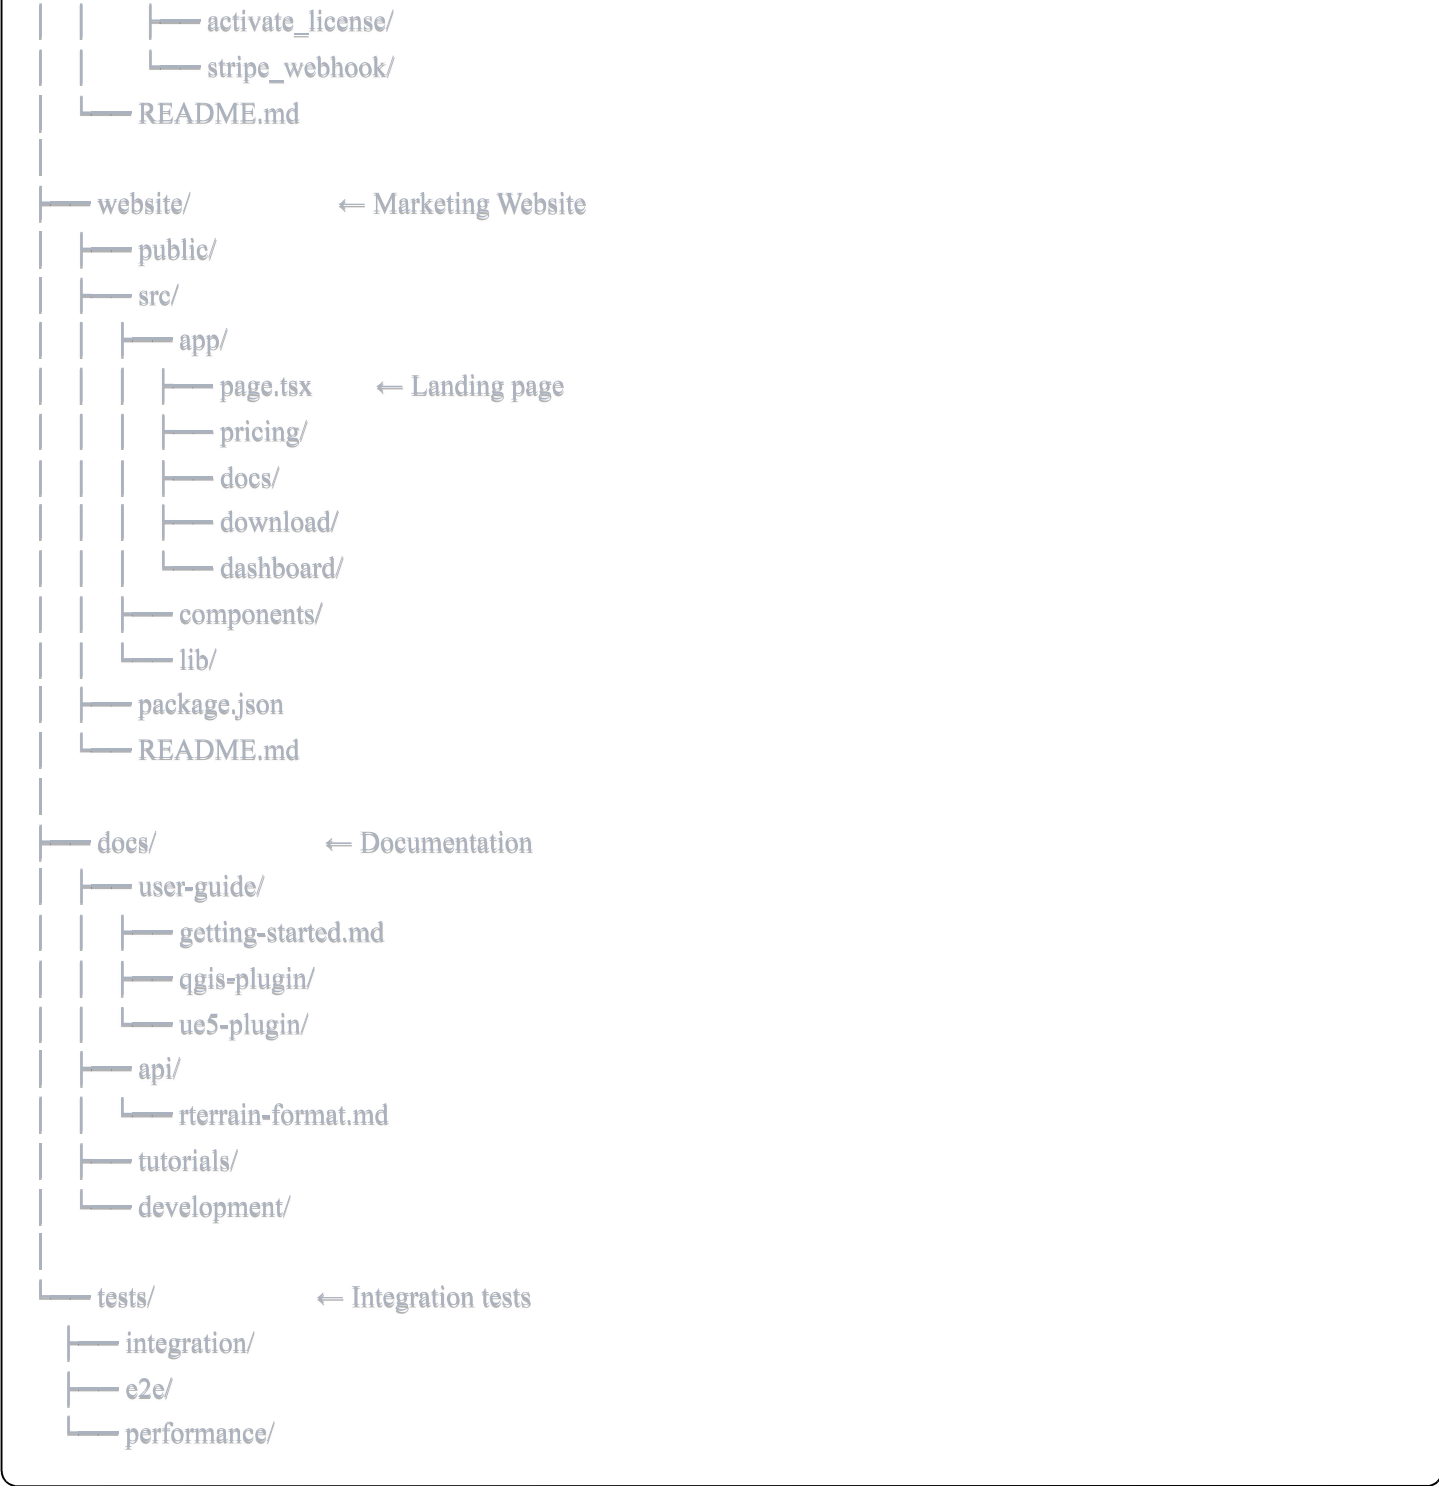 │   │       ├── activate_license/
│   │       └── stripe_webhook/
│   └── README.md
│
├── website/                    ← Marketing Website
│   ├── public/
│   ├── src/
│   │   ├── app/
│   │   │   ├── page.tsx        ← Landing page
│   │   │   ├── pricing/
│   │   │   ├── docs/
│   │   │   ├── download/
│   │   │   └── dashboard/
│   │   ├── components/
│   │   └── lib/
│   ├── package.json
│   └── README.md
│
├── docs/                       ← Documentation
│   ├── user-guide/
│   │   ├── getting-started.md
│   │   ├── qgis-plugin/
│   │   └── ue5-plugin/
│   ├── api/
│   │   └── rterrain-format.md
│   ├── tutorials/
│   └── development/
│
└── tests/                      ← Integration tests
    ├── integration/
    ├── e2e/
    └── performance/